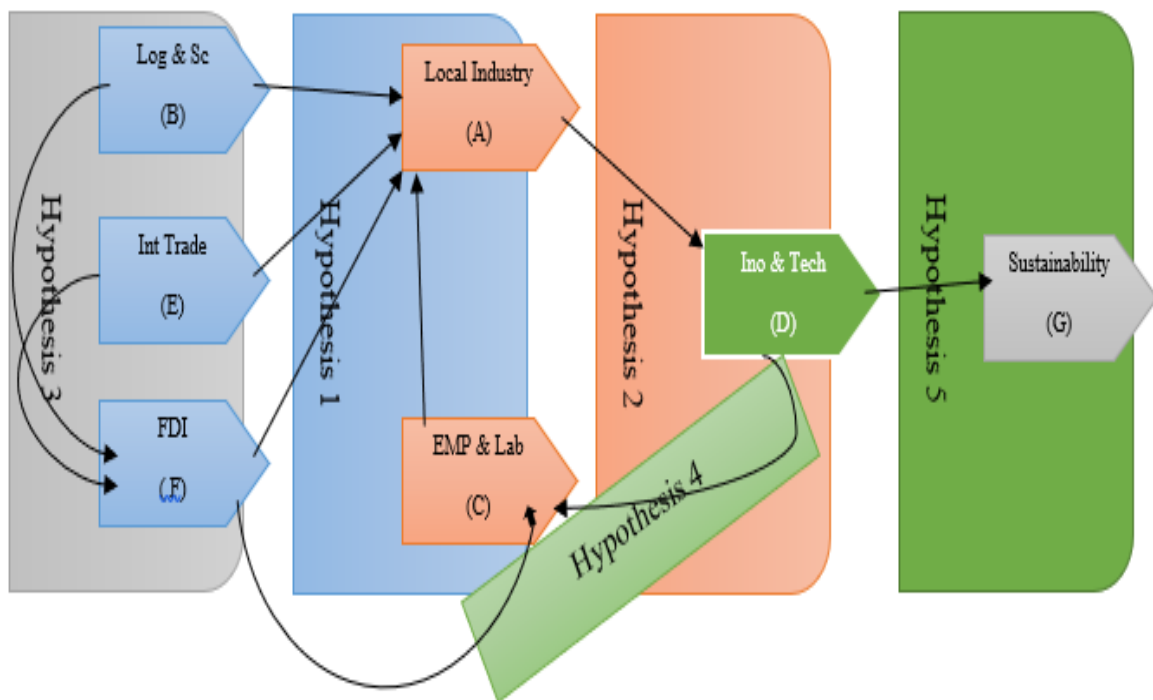 Log & Sc
(B)
Int Trade
(E)
FDI
(.F)
Hypothesis 3
Local Industry
(A)
EMP & Lab
(C)
Hypothesis 1
Hypothesis 2
Ino & Tech
(D)
Hypothesis 4
Hypothesis 5
Sustainability
(G)